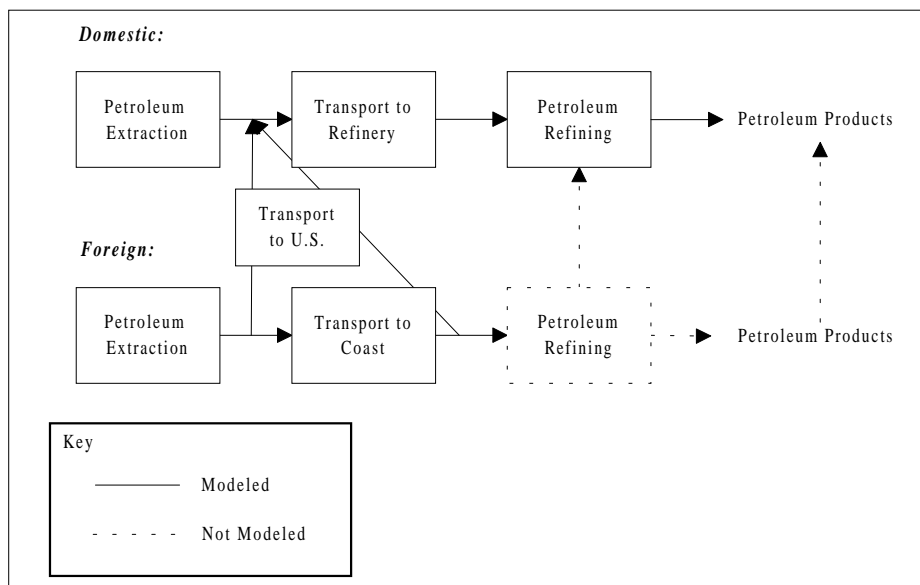 Domestic:
Petroleum
Extraction
Transport to
Refinery
Petroleum
Refining
Petroleum Products
Transport
to U.S.
Foreign:
Petroleum
Extraction
Transport to
Coast
Petroleum
Refining
Petroleum Products
Key
Modeled
Not Modeled